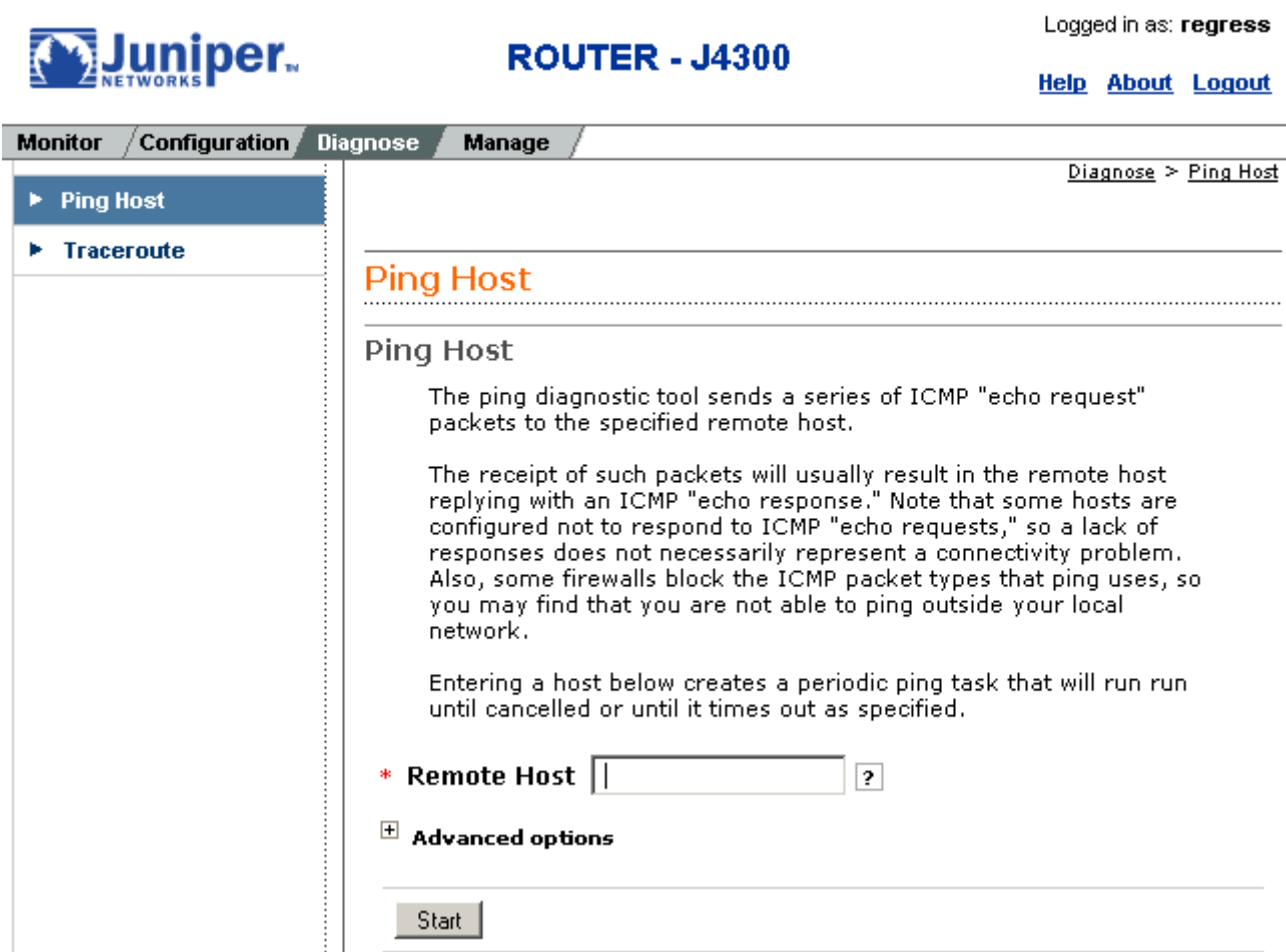 Juniper
NETWORKS
ROUTER - J4300
Logged in as: regress
Help About Logout
Monitor Configuration Diagnose Manage
Diagnose > Ping Host
Ping Host
Traceroute
Ping Host
Ping Host
The ping diagnostic tool sends a series of ICMP "echo request"
packets to the specified remote host.
The receipt of such packets will usually result in the remote host
replying with an ICMP "echo response." Note that some hosts are
configured not to respond to ICMP "echo requests," so a lack of
responses does not necessarily represent a connectivity problem.
Also, some firewalls block the ICMP packet types that ping uses, so
you may find that you are not able to ping outside your local
network.
Entering a host below creates a periodic ping task that will run run
until cancelled or until it times out as specified.
* Remote Host ?
Advanced options
Start